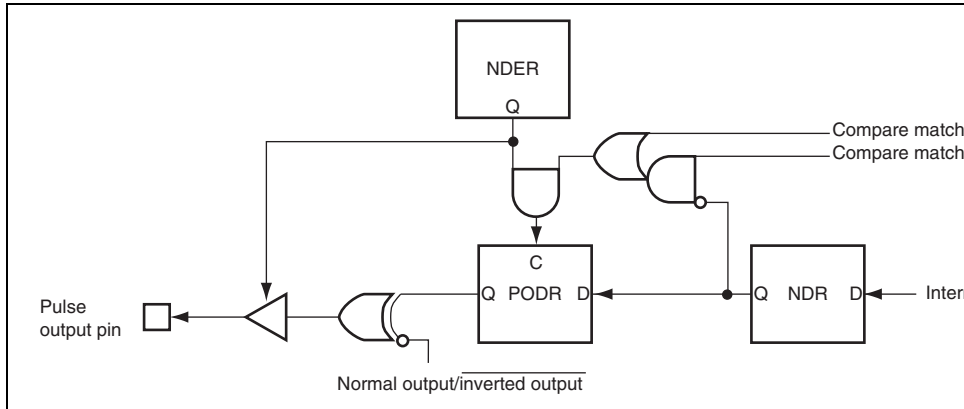 NDER
Q
Compare match
Compare match
C
Q PODR D
Q NDR D
Pulse
output pin
Normal output/inverted output